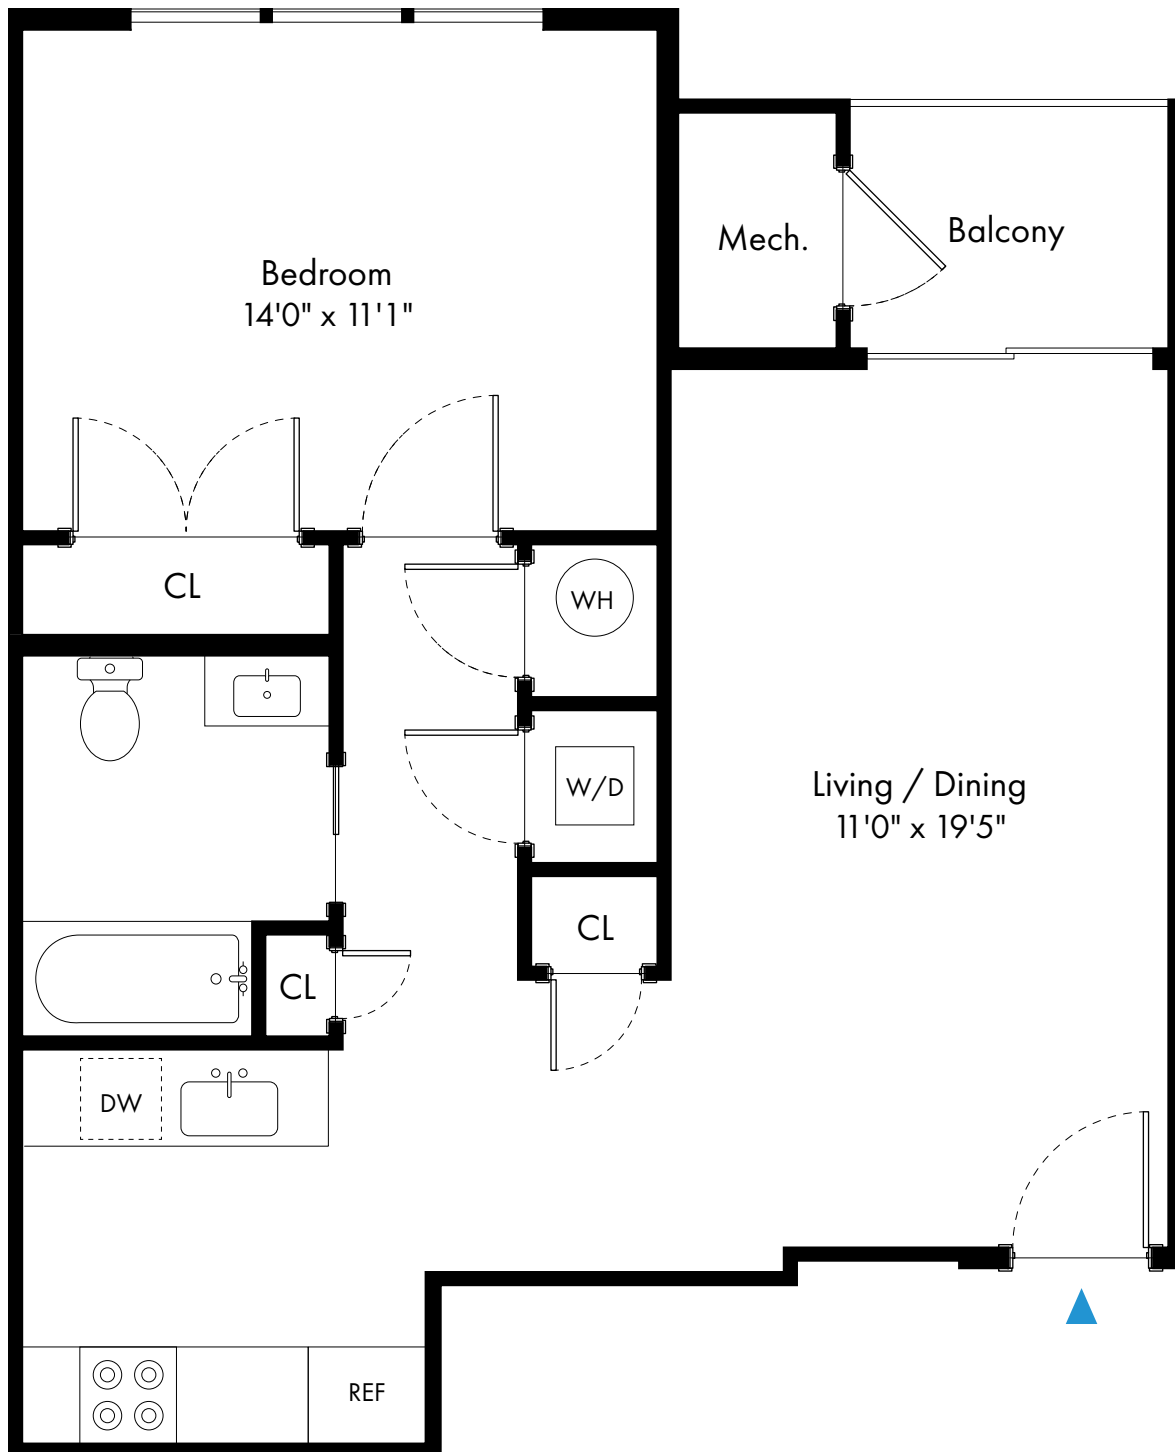 Mech.
Balcony
Bedroom
14'0" x 11'1"
CL
WH
W/D
Living / Dining
11'0" x 19'5"
CL
CL
DW
REF